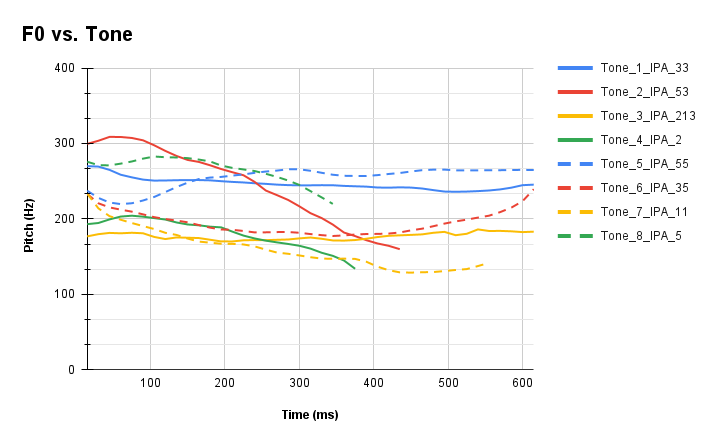 F0 vs. Tone
400
300
200
100
0
Pitch (Hz)
100 200 300 400 500 600
Time (ms)
Tone_1_IPA_33
Tone_2_IPA_53
Tone_3_IPA_213
Tone_4_IPA_2
Tone_5_IPA_55
Tone_6_IPA_35
Tone_7_IPA_11
Tone_8_IPA_5